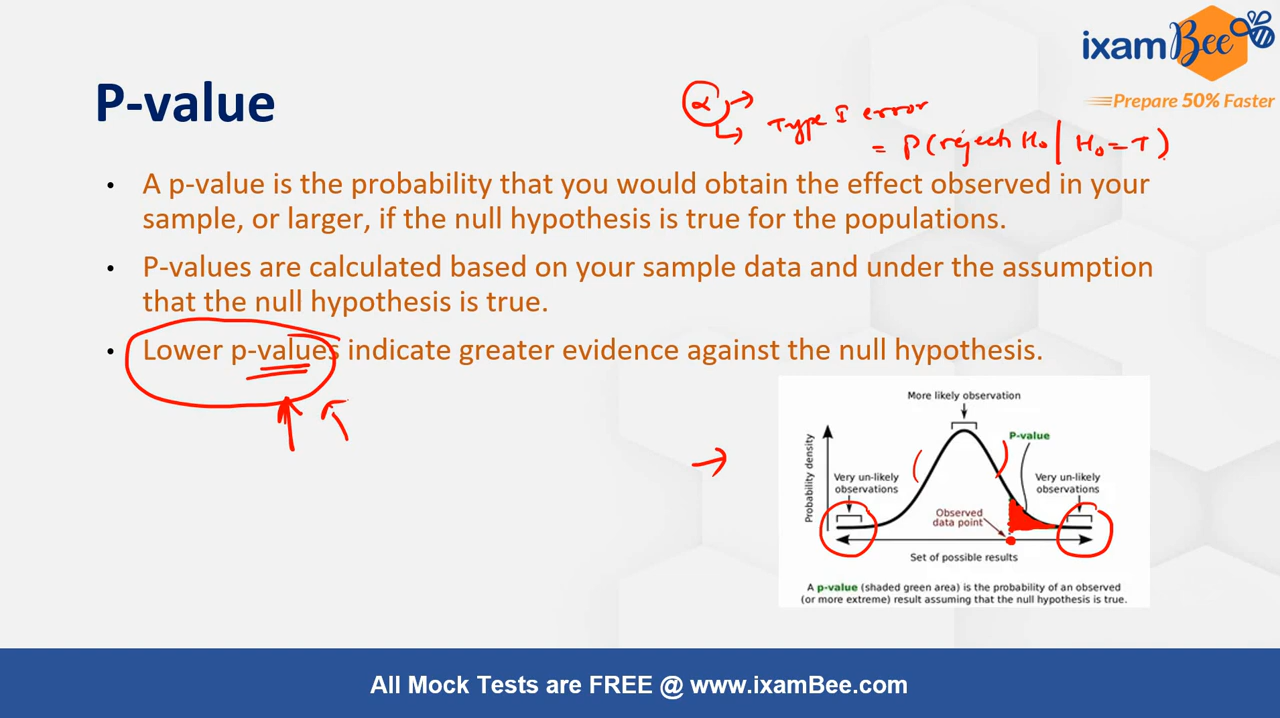 ixamBee
Prepare 50% Faster
P-value
α
Type I error
= P(reject H₀ | H₀ = T)
• A p-value is the probability that you would obtain the effect observed in your
sample, or larger, if the null hypothesis is true for the populations.
• P-values are calculated based on your sample data and under the assumption
that the null hypothesis is true.
• Lower p-values indicate greater evidence against the null hypothesis.
More likely observation
P-value
Probability density
Very un-likely
observations
Very un-likely
observations
Observed
data point
Set of possible results
A p-value (shaded green area) is the probability of an observed
(or more extreme) result assuming that the null hypothesis is true.
All Mock Tests are FREE @ www.ixamBee.com